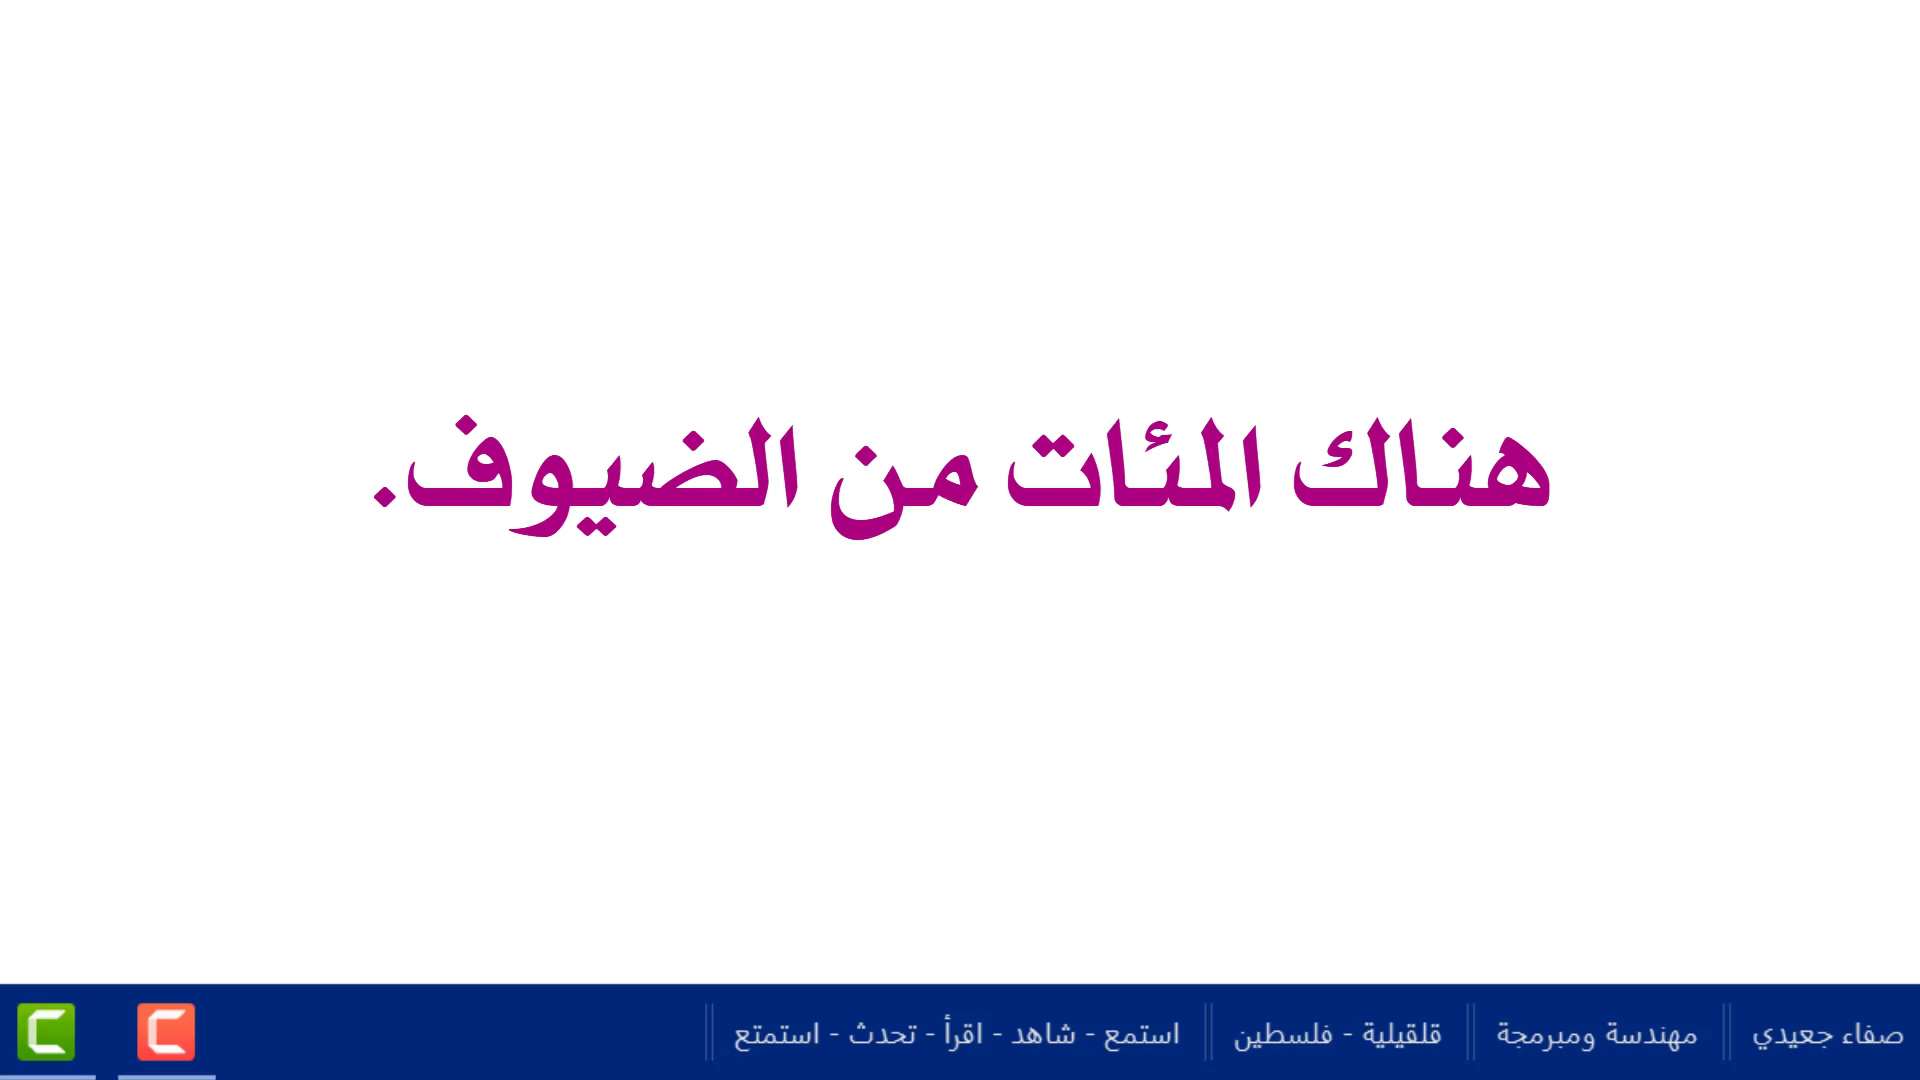 هناك المئات من الضيوف.
صفاء جعيدي مهندسة ومبرمجة قلقيلية - فلسطين استمع - شاهد - اقرأ - تحدث - استمتع